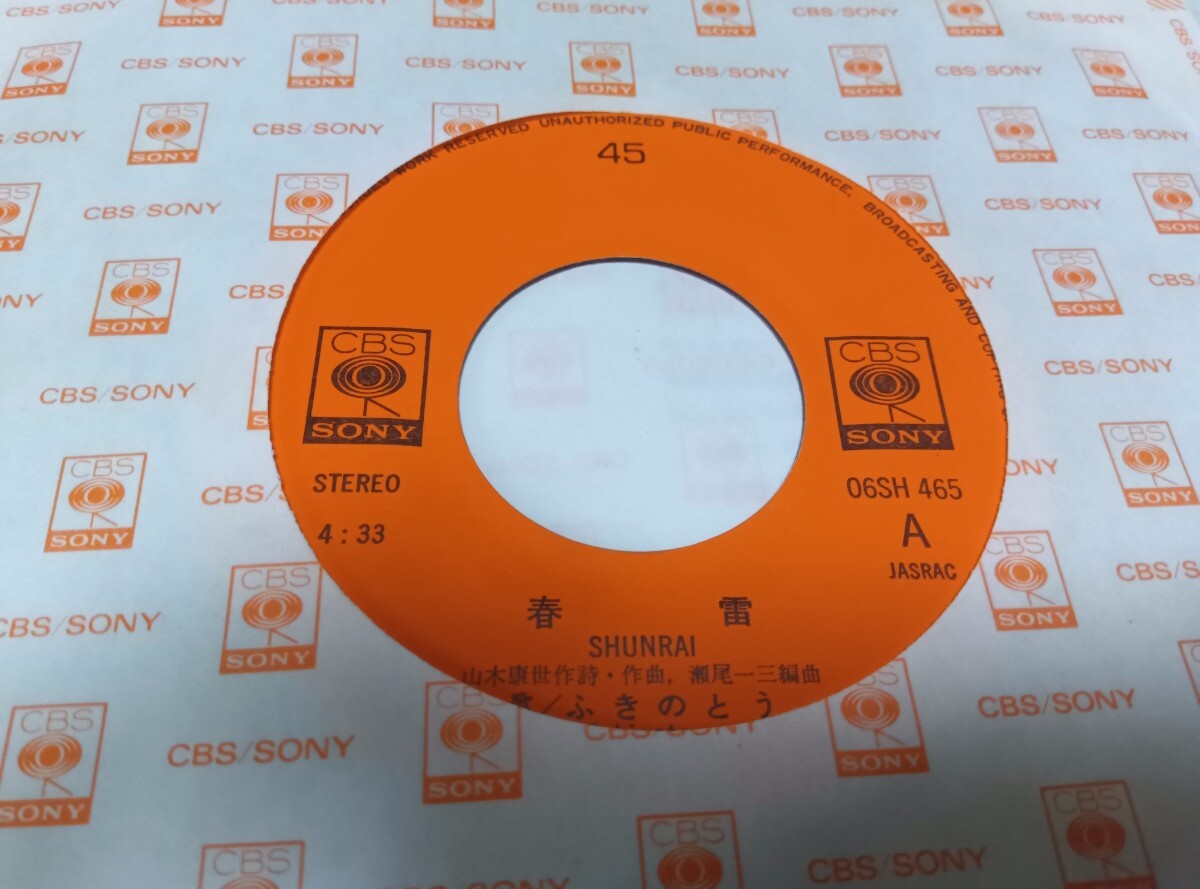 WORK RESERVED UNAUTHORIZED PUBLIC PERFORMANCE, BROADCASTING AND
45
CBS
SONY
CBS
SONY
STEREO
4 : 33
06SH 465
A
JASRAC
春 雷
SHUNRAI
山木康世作詩・作曲, 瀬尾一三編曲
歌/ふきのとう
CBS/SONY